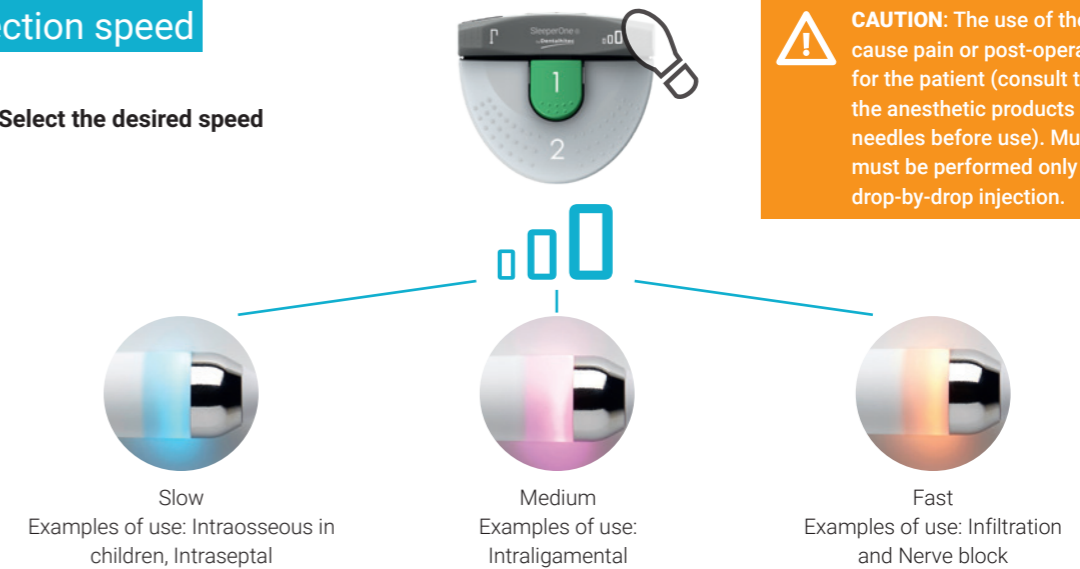 ection speed
Select the desired speed
SleeperOne
by DentalHiTec
1
2
CAUTION: The use of the
cause pain or post-opera
for the patient (consult t
the anesthetic products
needles before use). Mu
must be performed only
drop-by-drop injection.
Slow
Examples of use: Intraosseous in
children, Intraseptal
Medium
Examples of use:
Intraligamental
Fast
Examples of use: Infiltration
and Nerve block